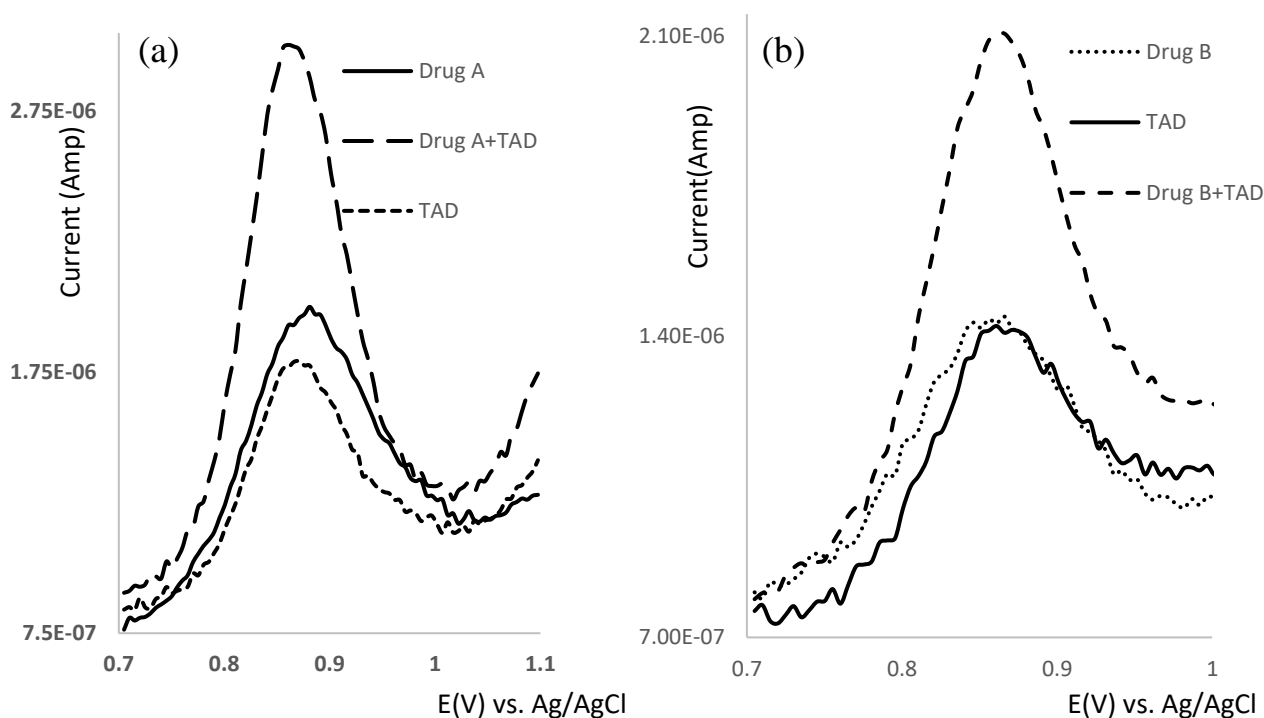 (a)
Drug A
Drug A+TAD
TAD
Current (Amp)
2.75E-06
1.75E-06
7.5E-07
0.7 0.8 0.9 1 1.1
E(V) vs. Ag/AgCl
(b)
Drug B
TAD
Drug B+TAD
Current(Amp)
2.10E-06
1.40E-06
7.00E-07
0.7 0.8 0.9 1
E(V) vs. Ag/AgCl